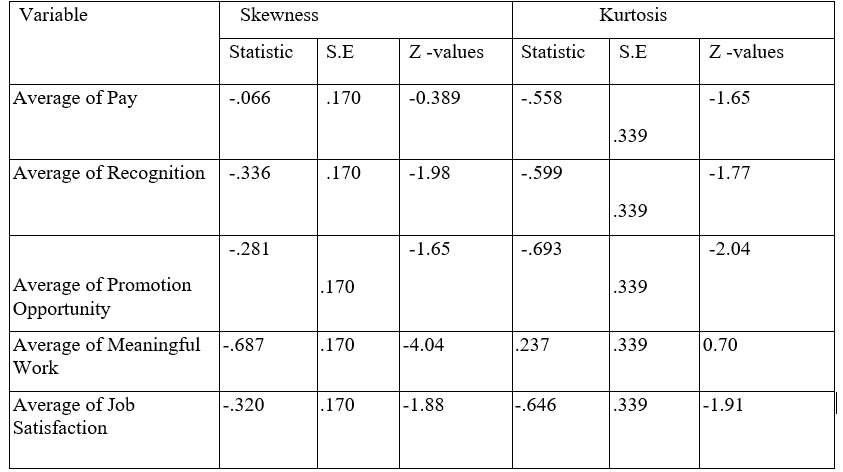 Variable Skewness Kurtosis
Statistic S.E Z -values Statistic S.E Z -values
Average of Pay -.066 .170 -0.389 -.558 .339 -1.65
Average of Recognition -.336 .170 -1.98 -.599 .339 -1.77
Average of Promotion Opportunity -.281 .170 -1.65 -.693 .339 -2.04
Average of Meaningful Work -.687 .170 -4.04 .237 .339 0.70
Average of Job Satisfaction -.320 .170 -1.88 -.646 .339 -1.91